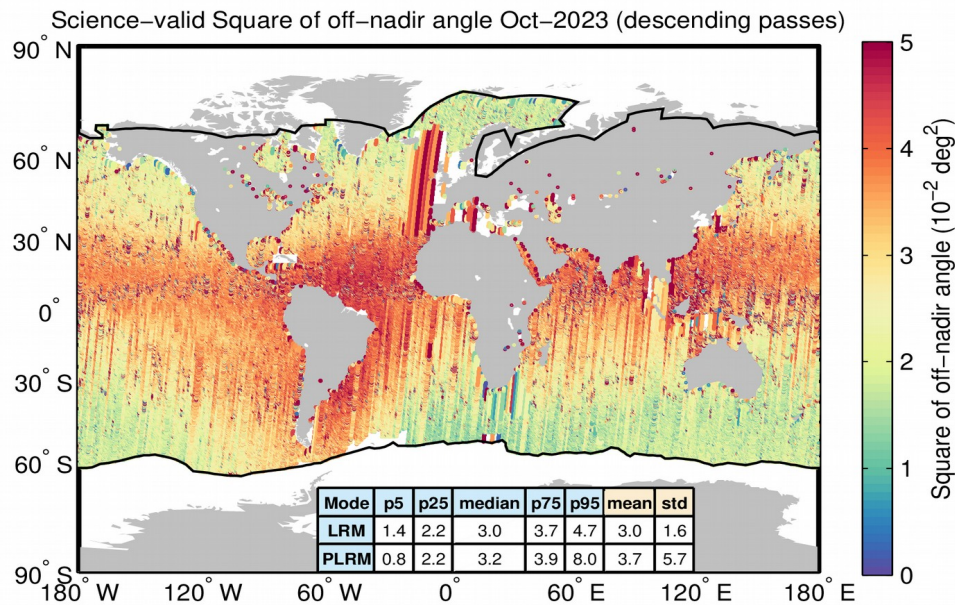 Science−valid Square of off−nadir angle Oct−2023 (descending passes)
90° N
60° N
30° N
0°
30° S
60° S
90° S
180° W
120° W
60° W
0°
60° E
120° E
180° E
Mode p5 p25 median p75 p95 mean std
LRM 1.4 2.2 3.0 3.7 4.7 3.0 1.6
PLRM 0.8 2.2 3.2 3.9 8.0 3.7 5.7
5
4
3
2
1
0
Square of off−nadir angle (10−2 deg2)